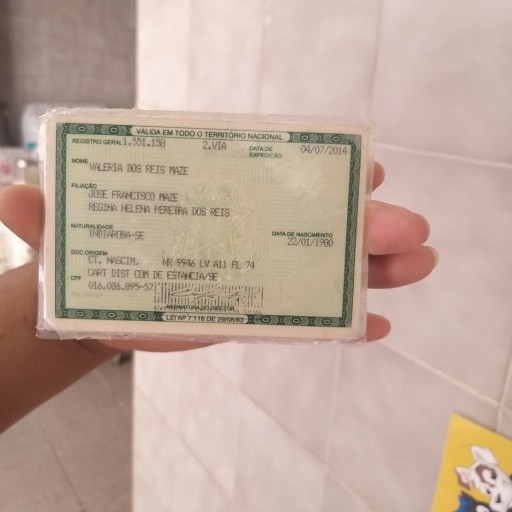 VÁLIDA EM TODO O TERRITÓRIO NACIONAL
REGISTRO GERAL 1.551.158 2.VIA DATA DE EXPEDIÇÃO 04/07/2014
NOME VALERIA DOS REIS MAZE
FILIAÇÃO
JOSE FRANCISCO MAZE
REGINA HELENA PEREIRA DOS REIS
NATURALIDADE DATA DE NASCIMENTO
INDIAROBA-SE 22/01/1980
DOC ORIGEM
CT. NASCIM. NR 9946 LV A11 FL 74
CART DIST COM DE ESTANCIA/SE
CPF 016.086.895-57
ASSINATURA DO DIRETOR
LEI Nº 7.116 DE 29/08/83